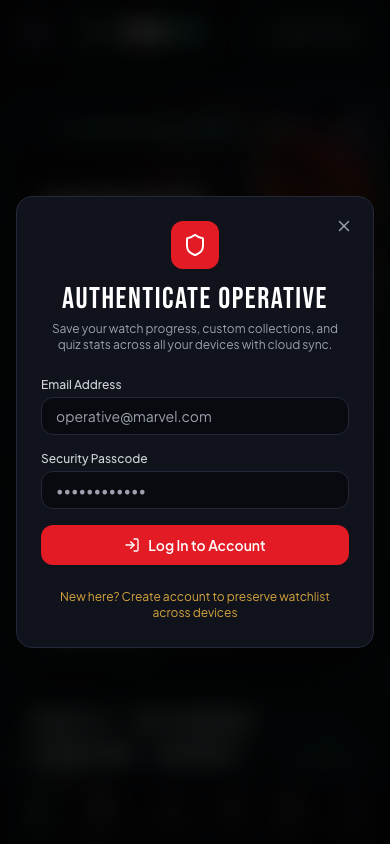 AUTHENTICATE OPERATIVE
Save your watch progress, custom collections, and
quiz stats across all your devices with cloud sync.
Email Address
operative@marvel.com
Security Passcode
••••••••••••
Log In to Account
New here? Create account to preserve watchlist
across devices